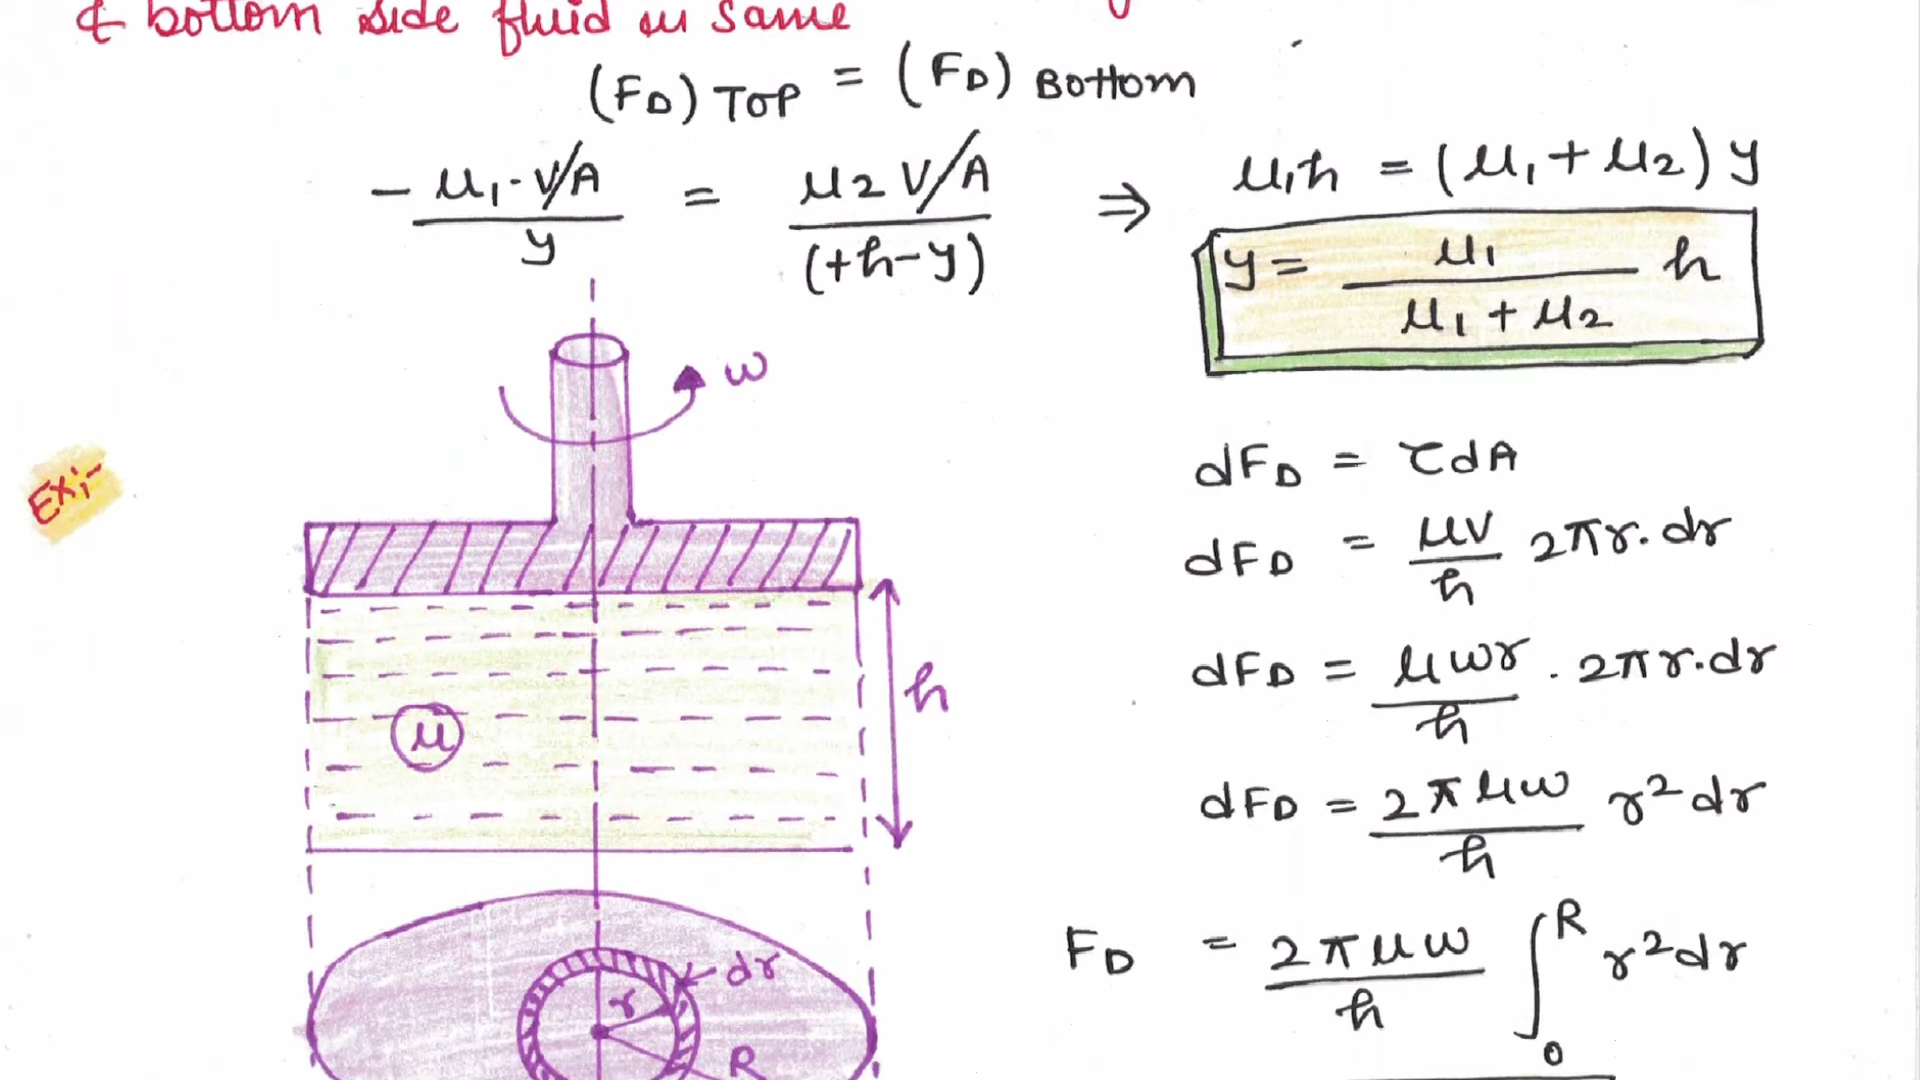 & bottom side fluid is same
(FD) TOP = (FD) Bottom
- μ1·V/A / y = μ2 V/A / (+h-y) ⇒ μ1h = (μ1+μ2) y
y = μ1 / (μ1 + μ2) h
ω
Ex:-
dFD = τdA
dFD = μv/h 2πr·dr
h
dFD = μωr/h · 2πr·dr
μ
dFD = 2πμω/h r²dr
FD = 2πμω/h ∫₀ᴿ r²dr
dr
r
R